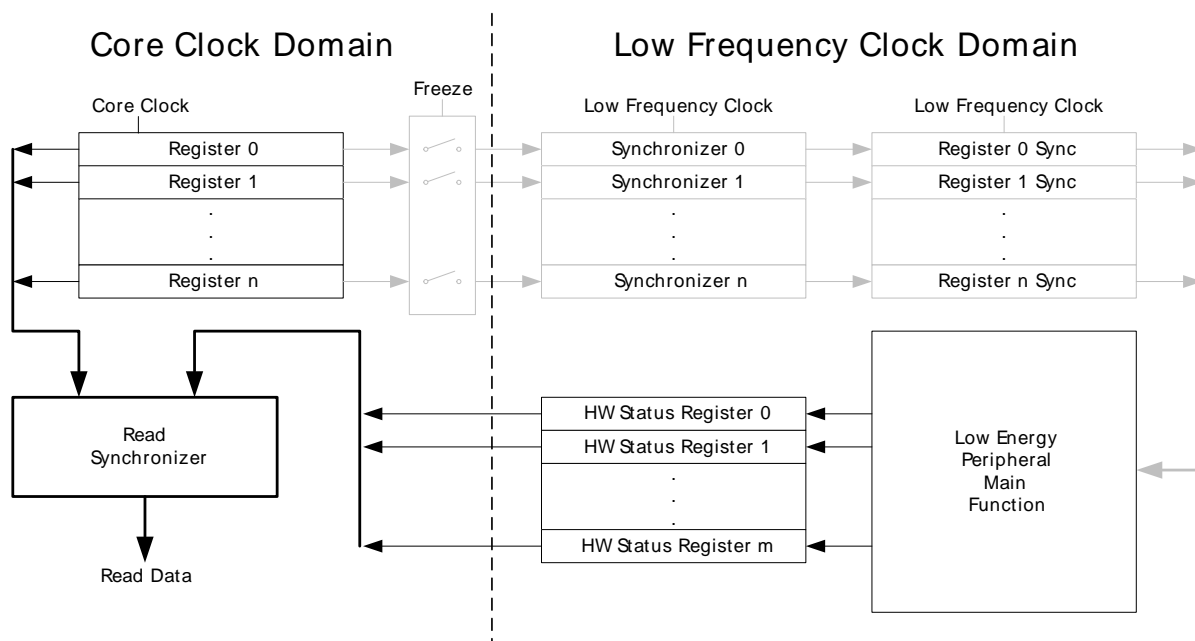 Core Clock Domain
Low Frequency Clock Domain
Freeze
Core Clock
Low Frequency Clock
Low Frequency Clock
Register 0
Synchronizer 0
Register 0 Sync
Register 1
Synchronizer 1
Register 1 Sync
.
.
.
.
.
.
.
.
.
Register n
Synchronizer n
Register n Sync
HW Status Register 0
HW Status Register 1
.
.
.
HW Status Register m
Read
Synchronizer
Low Energy
Peripheral
Main
Function
Read Data